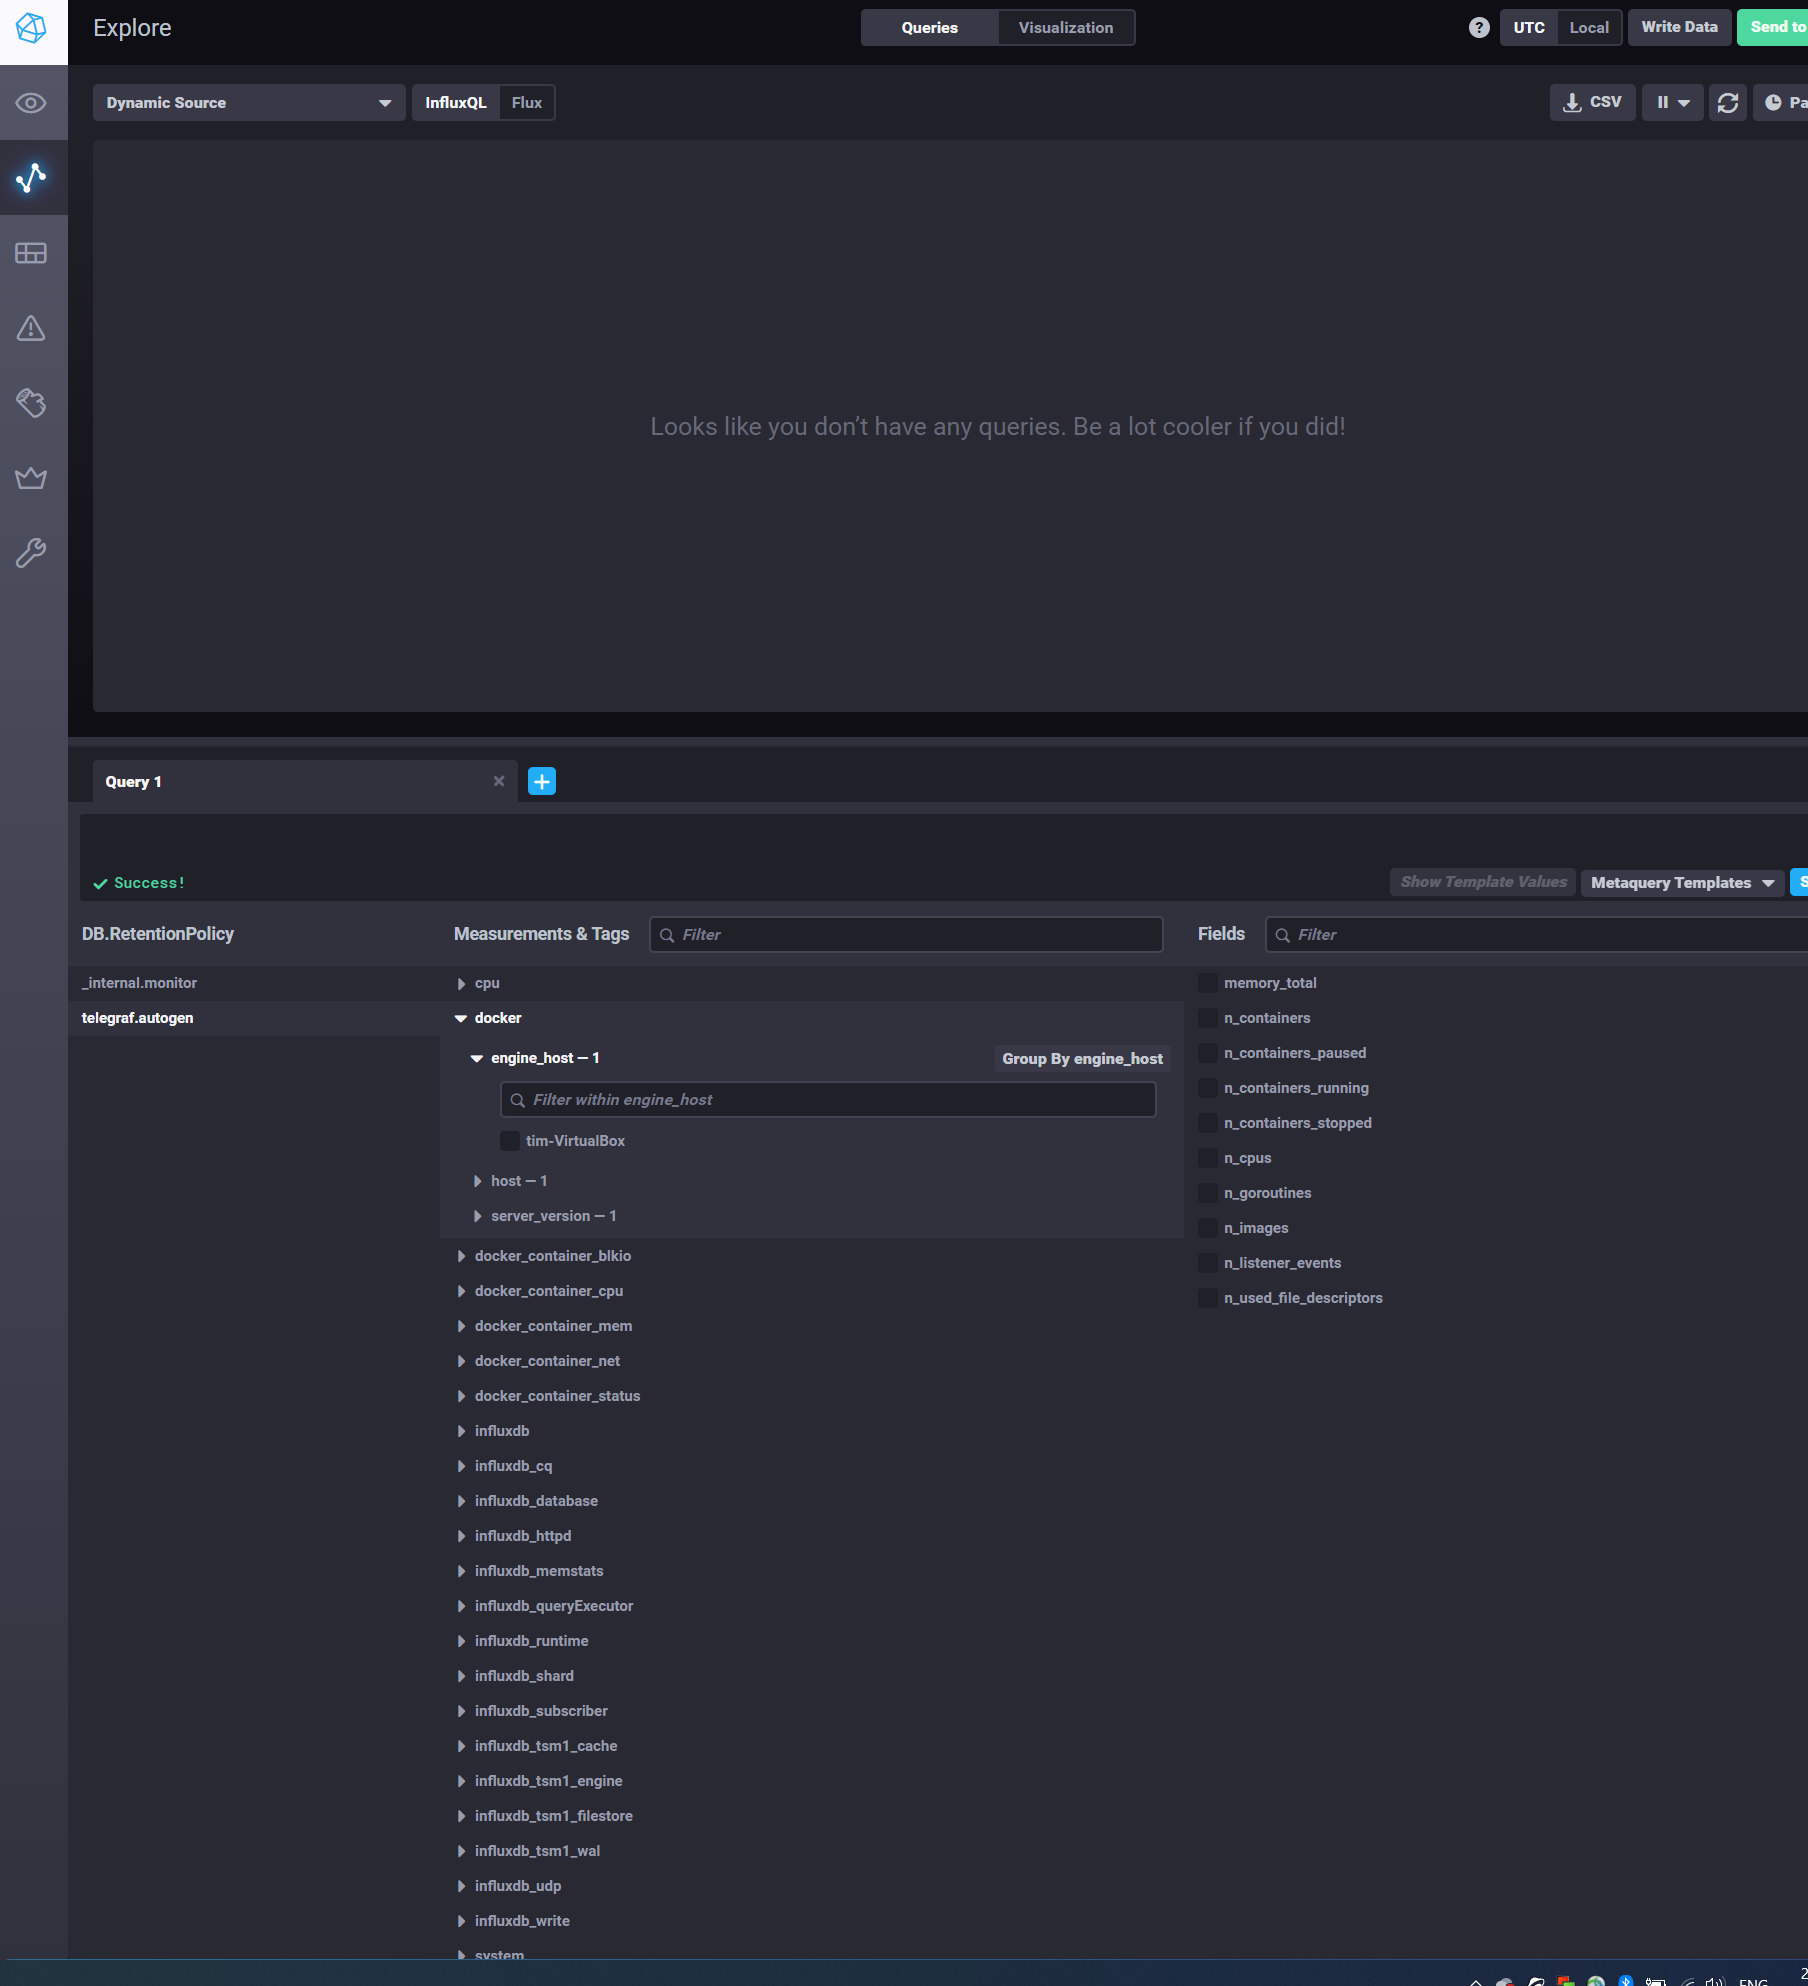 Explore
Queries
Visualization
?
UTC
Local
Write Data
Send to
Dynamic Source
InfluxQL
Flux
CSV
Looks like you don’t have any queries. Be a lot cooler if you did!
Query 1
Success!
Show Template Values
Metaquery Templates
DB.RetentionPolicy
_internal.monitor
telegraf.autogen
Measurements & Tags
Filter
cpu
docker
engine_host — 1
Group By engine_host
Filter within engine_host
tim-VirtualBox
host — 1
server_version — 1
docker_container_blkio
docker_container_cpu
docker_container_mem
docker_container_net
docker_container_status
influxdb
influxdb_cq
influxdb_database
influxdb_httpd
influxdb_memstats
influxdb_queryExecutor
influxdb_runtime
influxdb_shard
influxdb_subscriber
influxdb_tsm1_cache
influxdb_tsm1_engine
influxdb_tsm1_filestore
influxdb_tsm1_wal
influxdb_udp
influxdb_write
system
Fields
Filter
memory_total
n_containers
n_containers_paused
n_containers_running
n_containers_stopped
n_cpus
n_goroutines
n_images
n_listener_events
n_used_file_descriptors
ENG